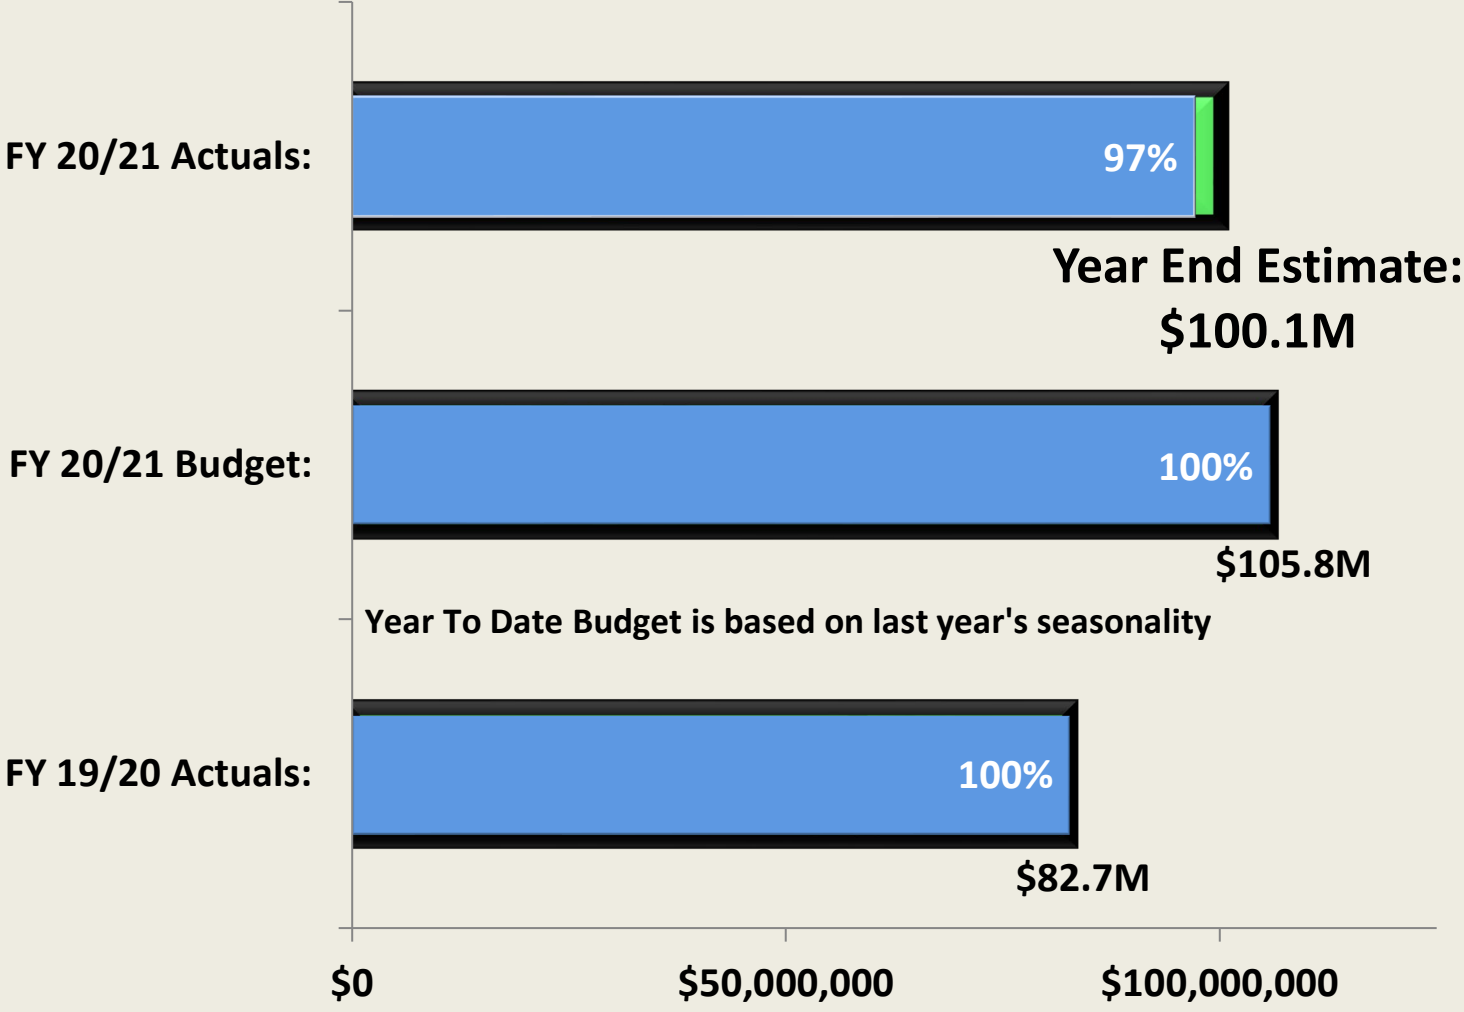 FY 20/21 Actuals:
97%
Year End Estimate:
$100.1M
FY 20/21 Budget:
100%
$105.8M
Year To Date Budget is based on last year's seasonality
FY 19/20 Actuals:
100%
$82.7M
$0
$50,000,000
$100,000,000